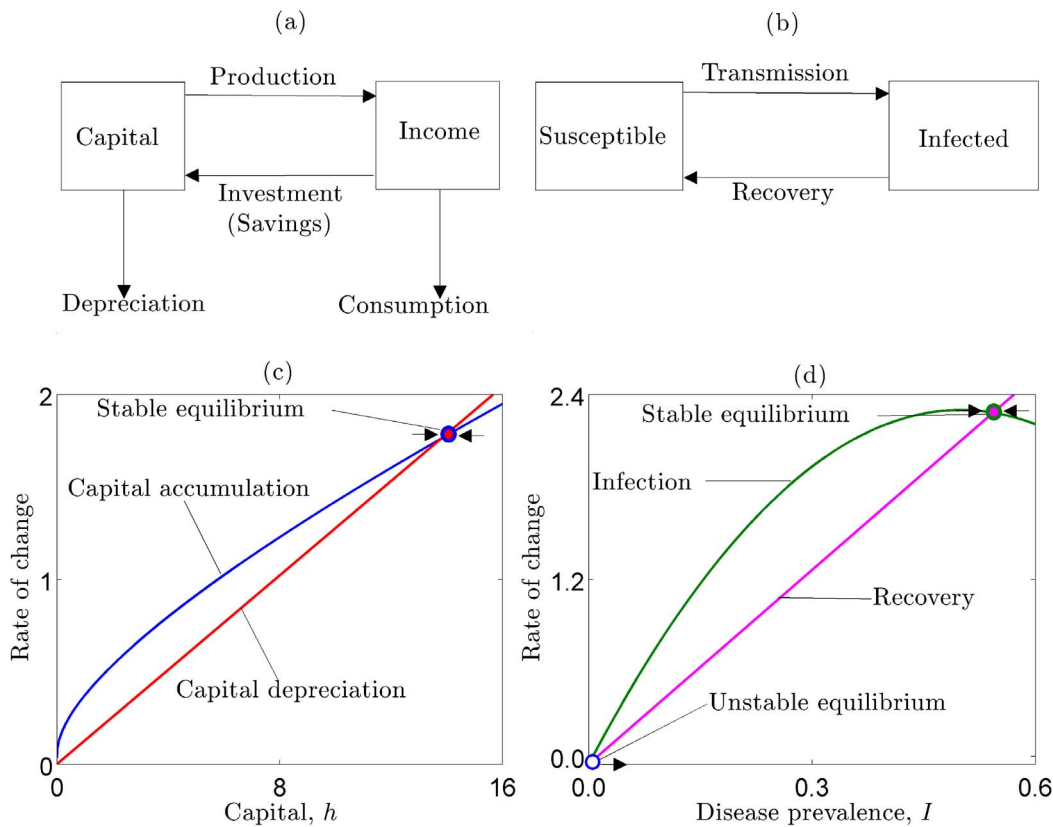 (a)
Production
Capital
Income
Investment
(Savings)
Depreciation
Consumption
(b)
Transmission
Susceptible
Infected
Recovery
(c)
2
Stable equilibrium
Capital accumulation
1
Capital depreciation
0
0
8
16
Rate of change
Capital, h
(d)
2.4
Stable equilibrium
Infection
1.2
Recovery
Unstable equilibrium
0.0
0.0
0.3
0.6
Rate of change
Disease prevalence, I